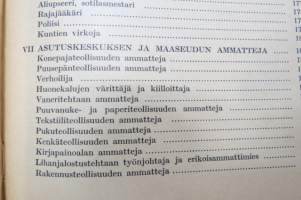 Aliupseeri, sotilasmestari
Rajajääkäri
Poliisi
Kuntien virkoja
VII ASUTUSKESKUKSEN JA MAASEUDUN AMMATTEJA
Konepajateollisuuden ammatteja
Puusepänteollisuuden ammatteja
Verhoilija
Huonekalujen värittäjä ja kiilloittaja
Vaneritehtaan ammatteja
Puuvanuke- ja paperiteollisuuden ammatteja
Tekstiiliteollisuuden ammatteja
Pukuteollisuuden ammatteja
Kenkäteollisuuden ammatteja
Kirjapainoalan ammatteja
Lihanjalostustehtaan työnjohtaja ja erikoisammattimies
Rakennusteollisuuden ammatteja